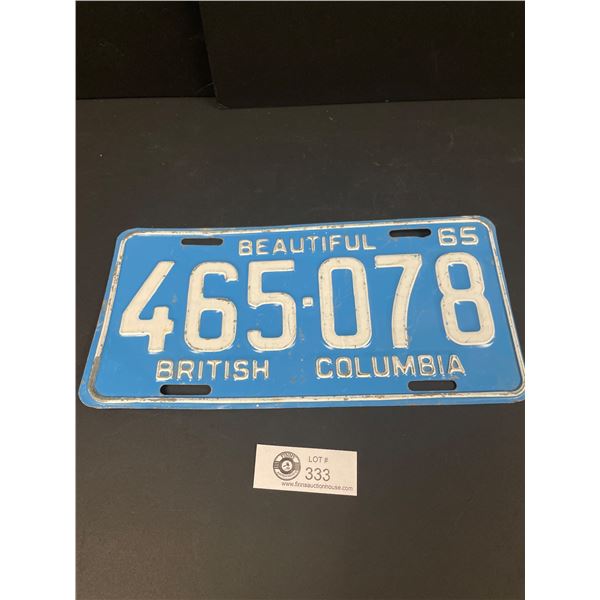 BEAUTIFUL 65
465·078
BRITISH COLUMBIA
LOT #
333
www.finnsauctionhouse.com